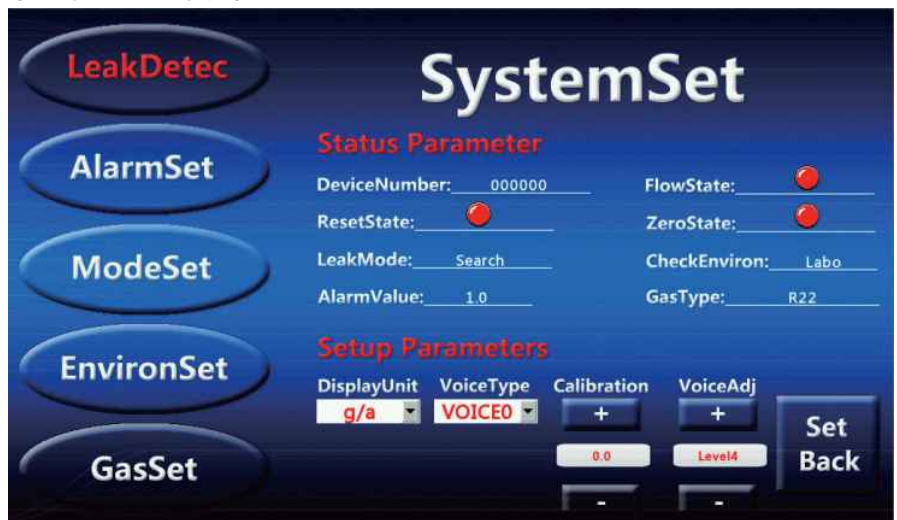 LeakDetec
AlarmSet
ModeSet
EnvironSet
GasSet
SystemSet
Status Parameter
DeviceNumber: 000000 FlowState:
ResetState: ZeroState:
LeakMode: Search CheckEnviron: Labo
AlarmValue: 1.0 GasType: R22
Setup Parameters
DisplayUnit VoiceType Calibration VoiceAdj
g/a VOICE0 + +
0.0 Level4
- -
Set
Back